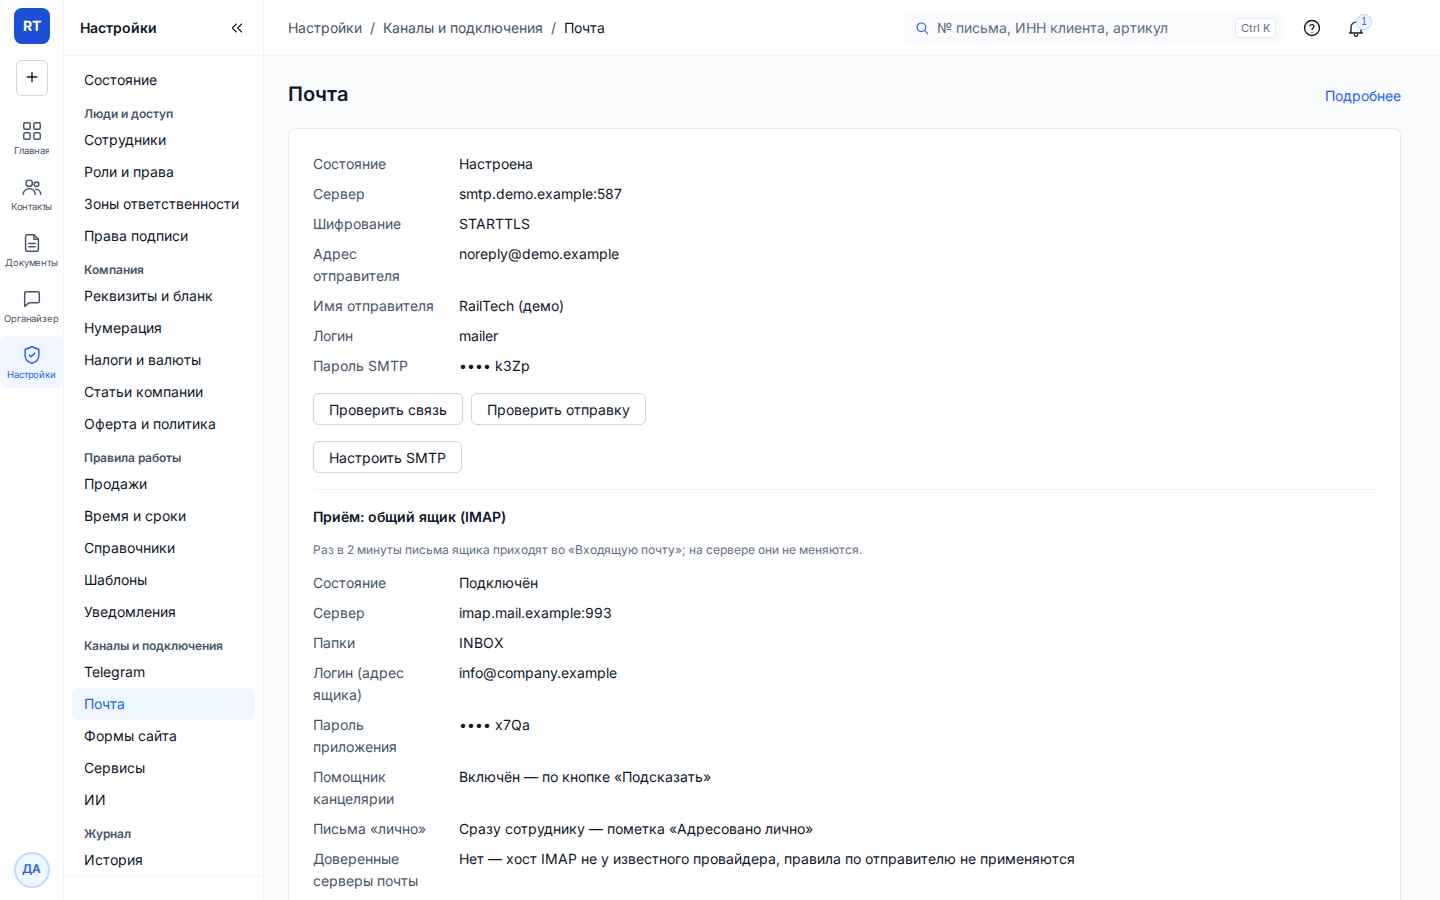 RT
Настройки
Настройки / Каналы и подключения / Почта
№ письма, ИНН клиента, артикул
Ctrl K
1
Главная
Контакты
Документы
Органайзер
Настройки
ДА
Состояние
Люди и доступ
Сотрудники
Роли и права
Зоны ответственности
Права подписи
Компания
Реквизиты и бланк
Нумерация
Налоги и валюты
Статьи компании
Оферта и политика
Правила работы
Продажи
Время и сроки
Справочники
Шаблоны
Уведомления
Каналы и подключения
Telegram
Почта
Формы сайта
Сервисы
ИИ
Журнал
История
Почта
Подробнее
Состояние Настроена
Сервер smtp.demo.example:587
Шифрование STARTTLS
Адрес noreply@demo.example
отправителя
Имя отправителя RailTech (демо)
Логин mailer
Пароль SMTP •••• k3Zp
Проверить связь Проверить отправку
Настроить SMTP
Приём: общий ящик (IMAP)
Раз в 2 минуты письма ящика приходят во «Входящую почту»; на сервере они не меняются.
Состояние Подключён
Сервер imap.mail.example:993
Папки INBOX
Логин (адрес info@company.example
ящика)
Пароль •••• x7Qa
приложения
Помощник Включён — по кнопке «Подсказать»
канцелярии
Письма «лично» Сразу сотруднику — пометка «Адресовано лично»
Доверенные Нет — хост IMAP не у известного провайдера, правила по отправителю не применяются
серверы почты